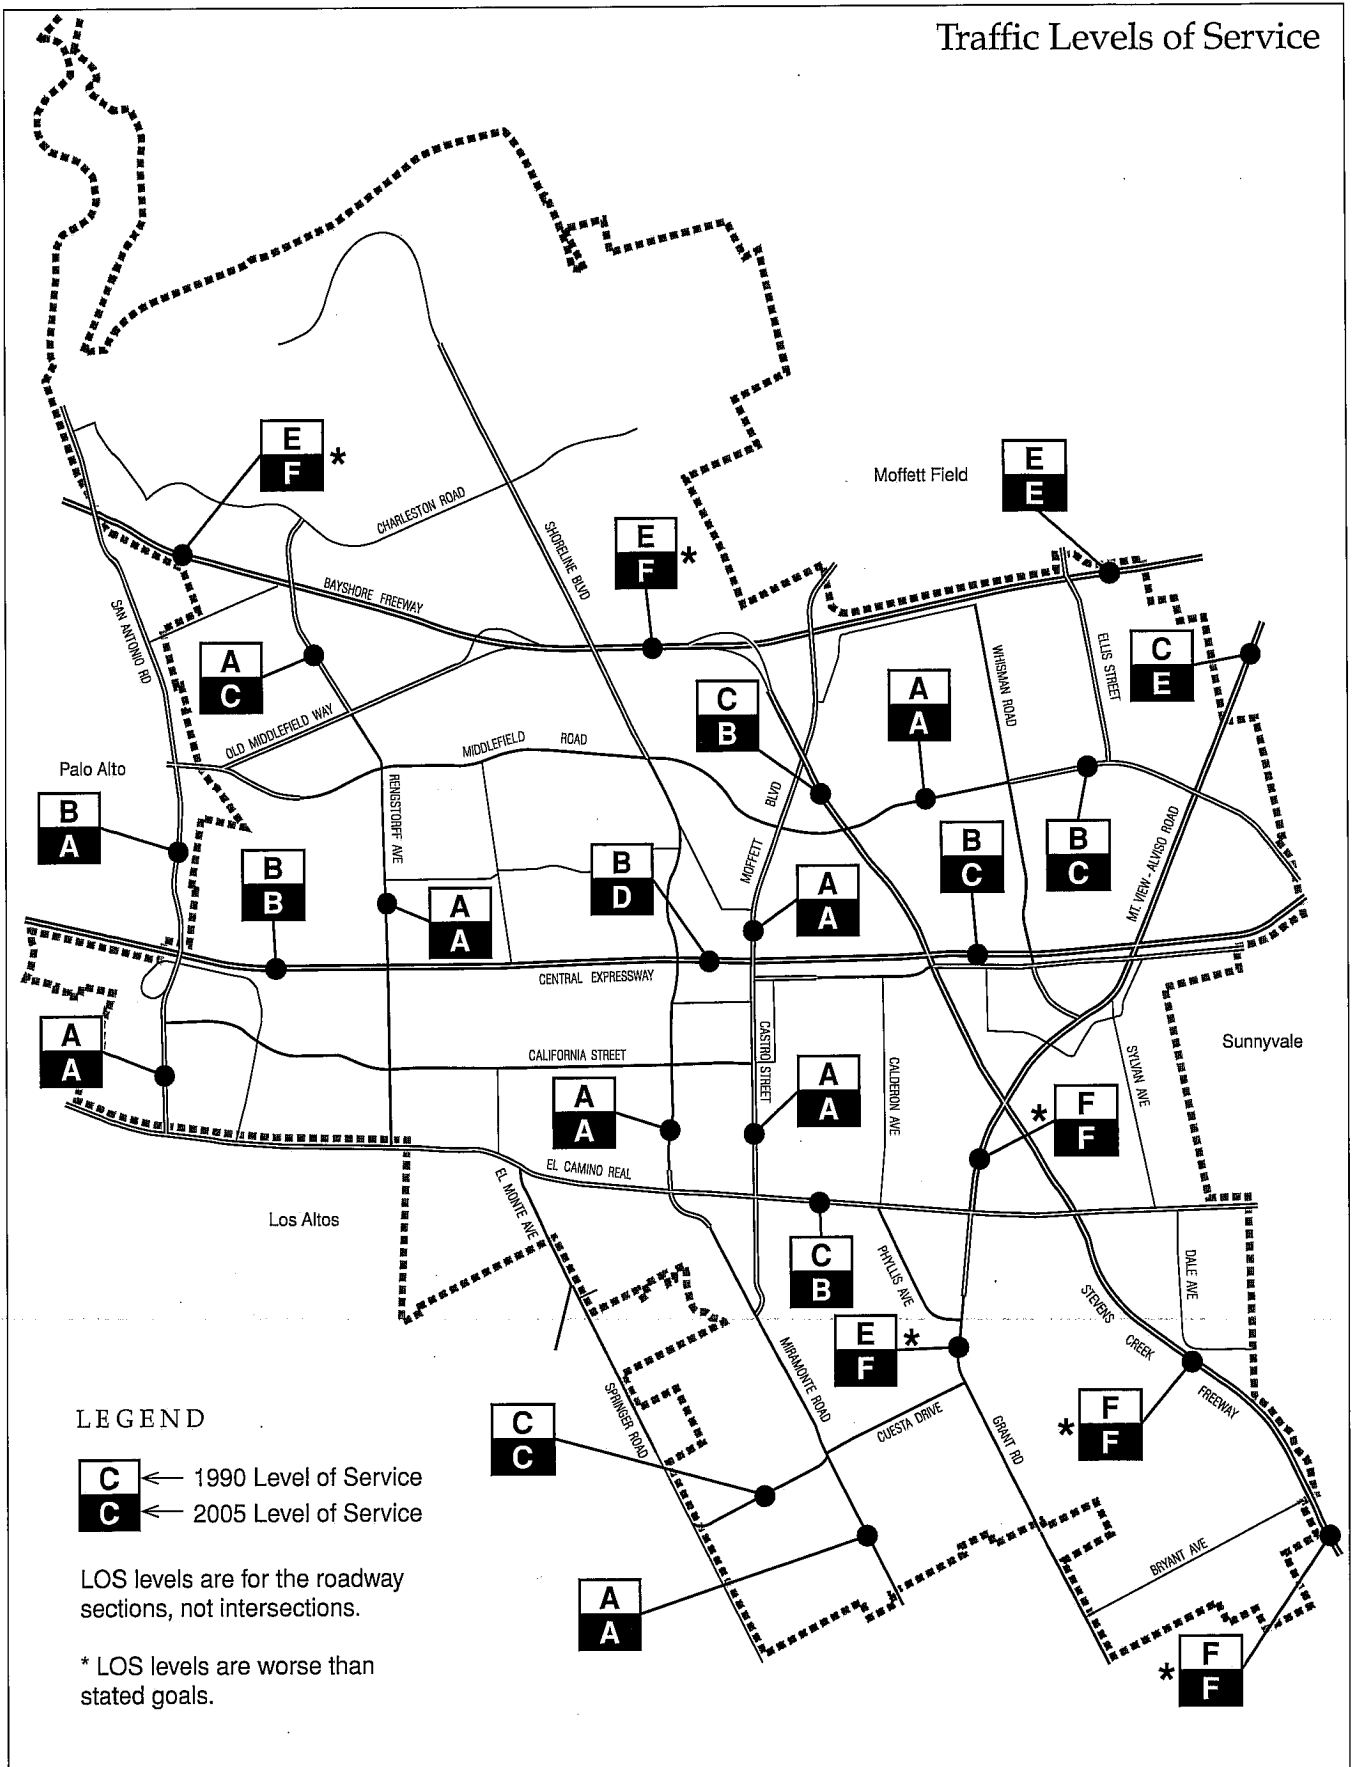 Traffic Levels of Service
E
F
*
CHARLESTON ROAD
SHORELINE BLVD
E
F
*
Moffett Field
E
E
BAYSHORE FREEWAY
SAN ANTONIO RD
A
C
OLD MIDDLEFIELD WAY
MIDDLEFIELD ROAD
C
B
A
A
WHISMAN ROAD
ELLIS STREET
C
E
Palo Alto
B
A
RENGSTORFF AVE
B
B
A
A
B
D
MOFFETT BLVD
A
A
B
C
B
C
MT. VIEW - ALVISO ROAD
CENTRAL EXPRESSWAY
A
A
CALIFORNIA STREET
CASTRO STREET
A
A
A
A
CALDERON AVE
SYLVAN AVE
Sunnyvale
*
F
F
EL CAMINO REAL
EL MONTE AVE
Los Altos
C
B
PHYLLIS AVE
DALE AVE
STEVENS CREEK FREEWAY
E
F
*
MIRAMONTE ROAD
SPRINGER ROAD
CUESTA DRIVE
GRANT RD
*
F
F
C
C
BRYANT AVE
A
A
*
F
F
LEGEND
C
1990 Level of Service
C
2005 Level of Service
LOS levels are for the roadway
sections, not intersections.
* LOS levels are worse than
stated goals.